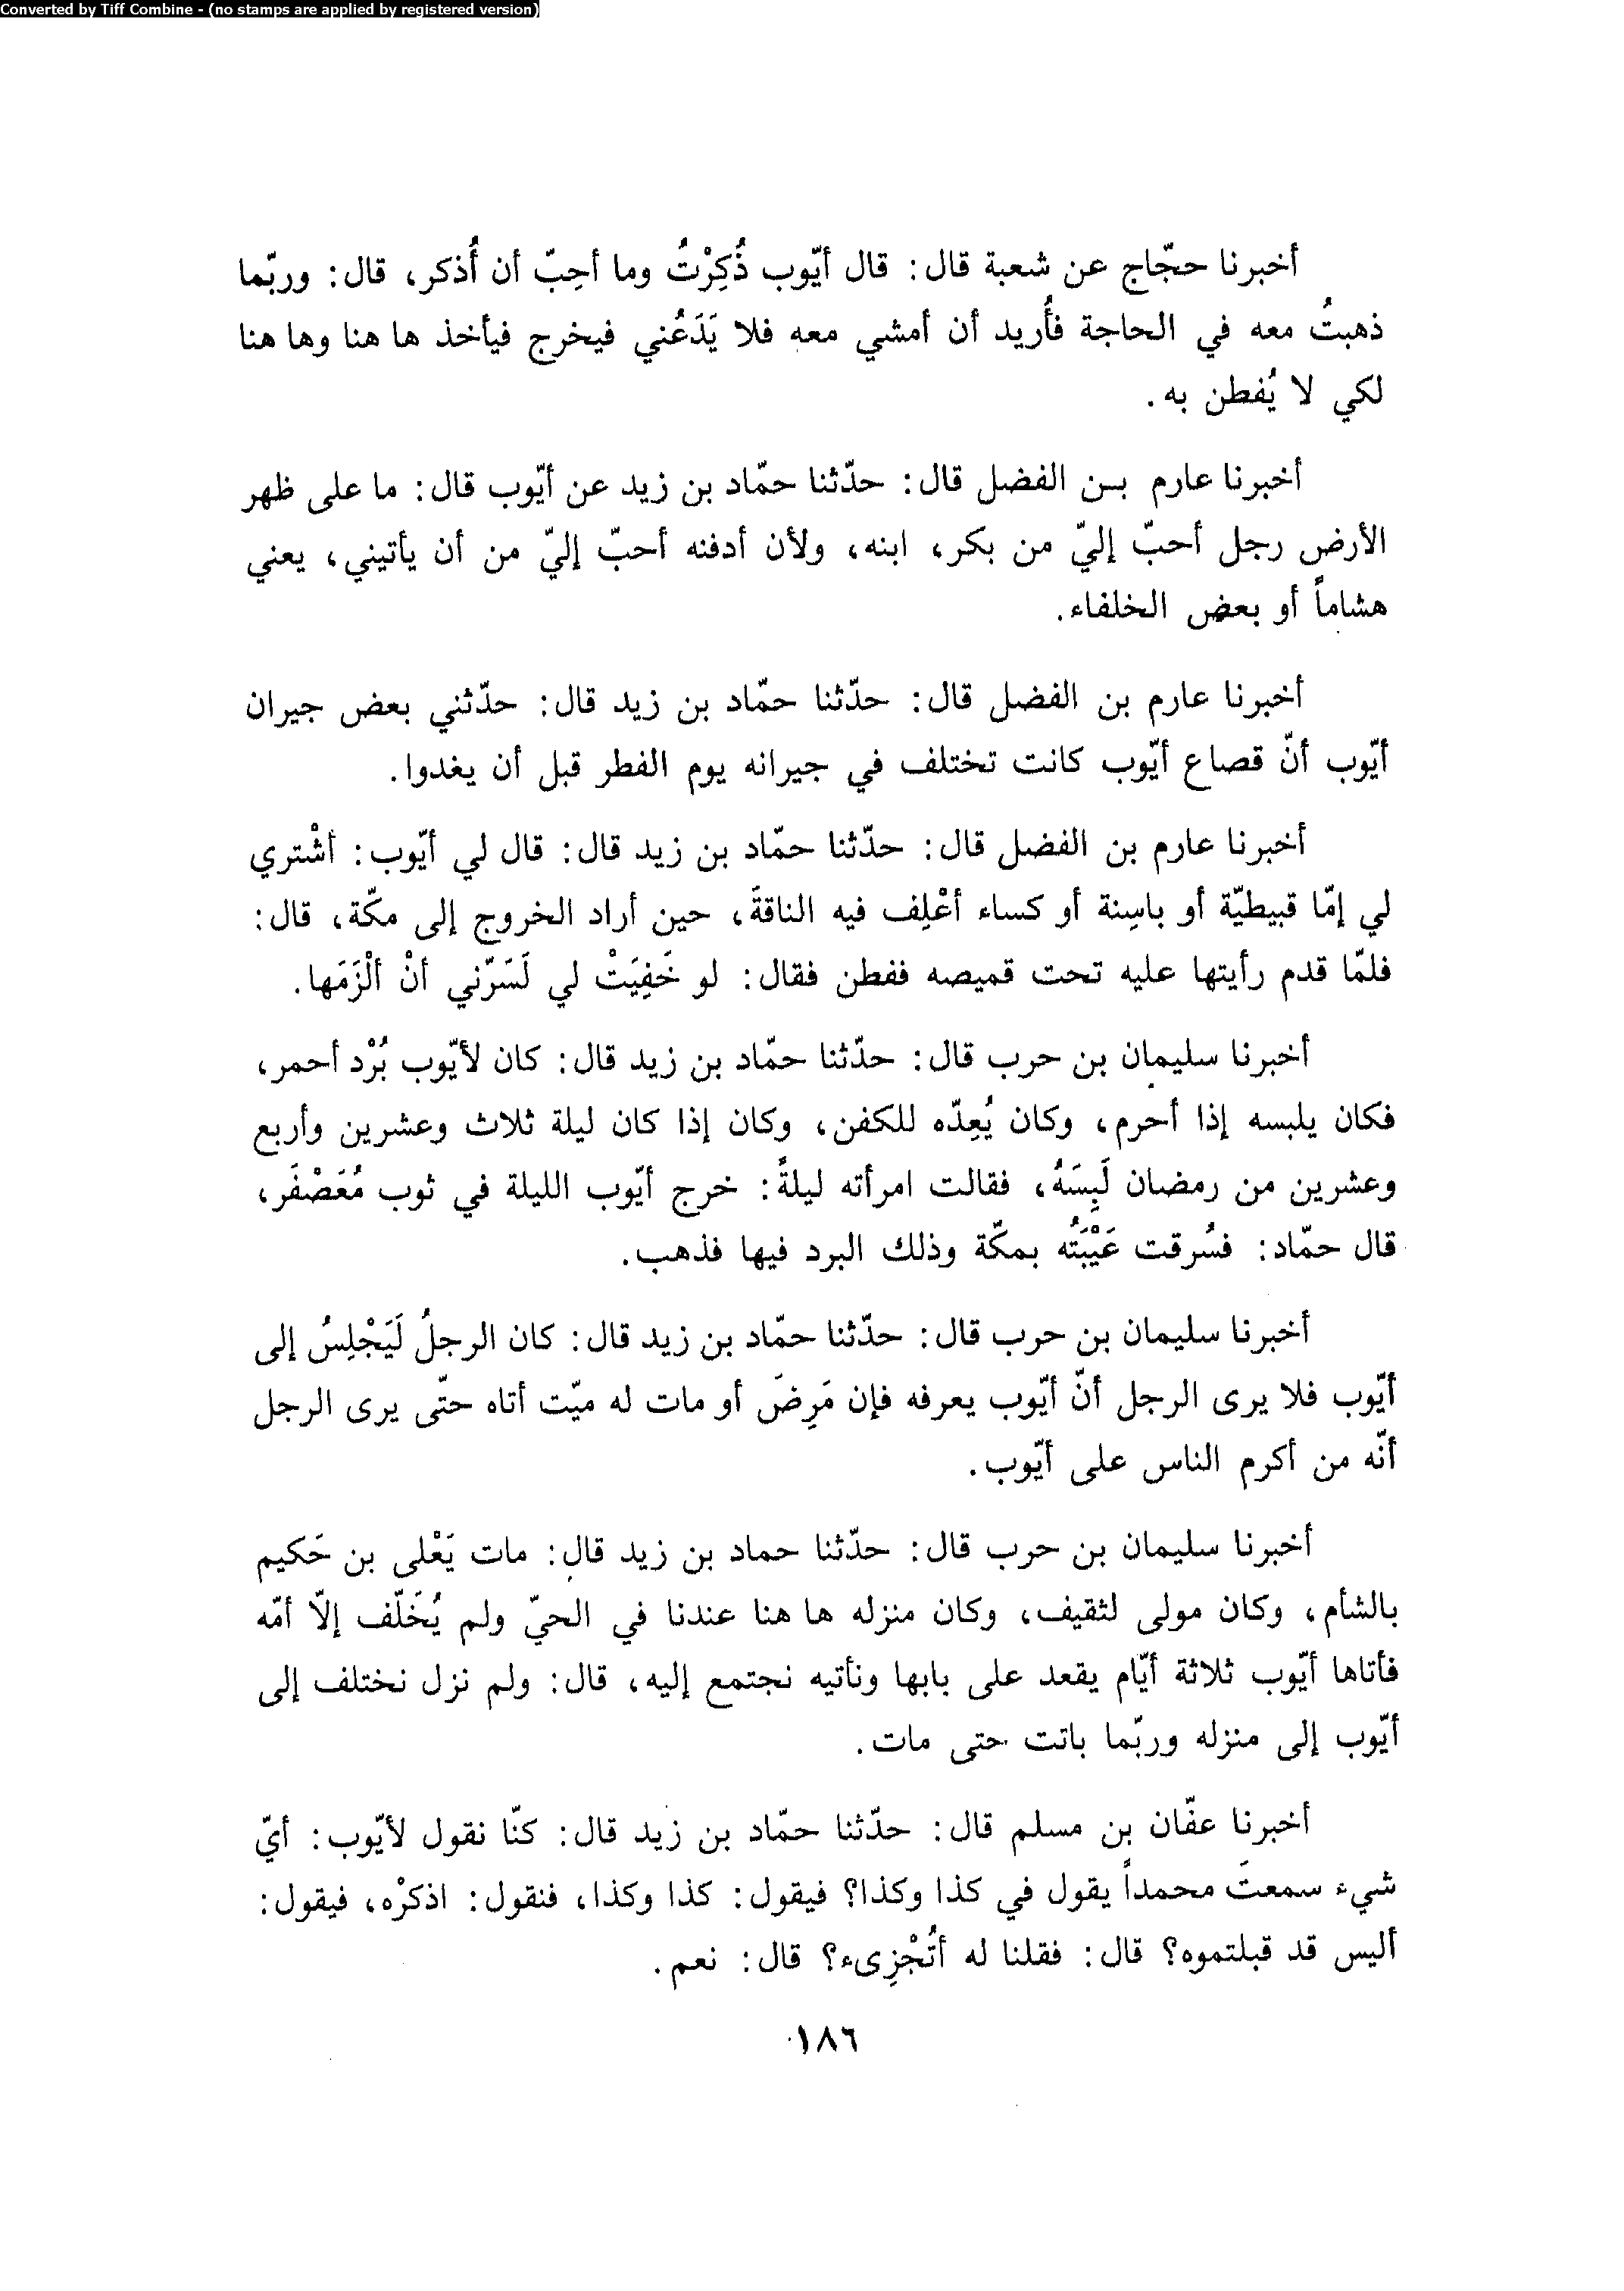 Converted by Tiff Combine - (no stamps are applied by registered version)
أخبرنا حجّاج عن شعبة قال: قال أيّوب ذُكِرْتُ وما أحِبّ أن أُذكر، قال: وربّما
ذهبتُ معه في الحاجة فأُريد أن أمشي معه فلا يَدَعُني فيخرج فيأخذ ها هنا وها هنا
لكي لا يُفطن به.
أخبرنا عارم بن الفضل قال: حدّثنا حمّاد بن زيد عن أيّوب قال: ما على ظهر
الأرض رجل أحبّ إليّ من بكر، ابنه، ولأن أدفنه أحبّ إليّ من أن يأتيني، يعني
هشاماً أو بعض الخلفاء.
أخبرنا عارم بن الفضل قال: حدّثنا حمّاد بن زيد قال: حدّثني بعض جيران
أيّوب أنّ قصاع أيّوب كانت تختلف في جيرانه يوم الفطر قبل أن يغدوا.
أخبرنا عارم بن الفضل قال: حدّثنا حمّاد بن زيد قال: قال لي أيّوب: أشْتري
لي إمّا قبيطيّة أو باسِنة أو كساء أعْلِف فيه الناقةَ، حين أراد الخروج إلى مكّة، قال:
فلمّا قدم رأيتها عليه تحت قميصه ففطن فقال: لو خَفِيَتْ لي لَسَرّني أنْ ألْزَمَها.
أخبرنا سليمان بن حرب قال: حدّثنا حمّاد بن زيد قال: كان لأيّوب بُرْد أحمر،
فكان يلبسه إذا أحرم، وكان يُعِدّه للكفن، وكان إذا كان ليلة ثلاث وعشرين وأربع
وعشرين من رمضان لَبِسَهُ، فقالت امرأته ليلةً: خرج أيّوب الليلة في ثوب مُعَصْفَر،
قال حمّاد: فسُرقت عَيْبَتُه بمكّة وذلك البرد فيها فذهب.
أخبرنا سليمان بن حرب قال: حدّثنا حمّاد بن زيد قال: كان الرجلُ لَيَجْلِسُ إلى
أيّوب فلا يرى الرجل أنّ أيّوب يعرفه فإن مَرِضَ أو مات له ميّت أتاه حتّى يرى الرجل
أنّه من أكرم الناس على أيّوب.
أخبرنا سليمان بن حرب قال: حدّثنا حماد بن زيد قال: مات يَعْلى بن حَكيم
بالشأم، وكان مولى لثقيف، وكان منزله ها هنا عندنا في الحيّ ولم يُخَلّف إلاّ أمّه
فأتاها أيّوب ثلاثة أيّام يقعد على بابها ونأتيه نجتمع إليه، قال: ولم نزل نختلف إلى
أيّوب إلى منزله وربّما باتت حتى مات.
أخبرنا عفّان بن مسلم قال: حدّثنا حمّاد بن زيد قال: كنّا نقول لأيّوب: أيّ
شيء سمعتَ محمداً يقول في كذا وكذا؟ فيقول: كذا وكذا، فنقول: اذكرْه، فيقول:
أليس قد قبلتموه؟ قال: فقلنا له أتُجْزِىء؟ قال: نعم.
١٨٦